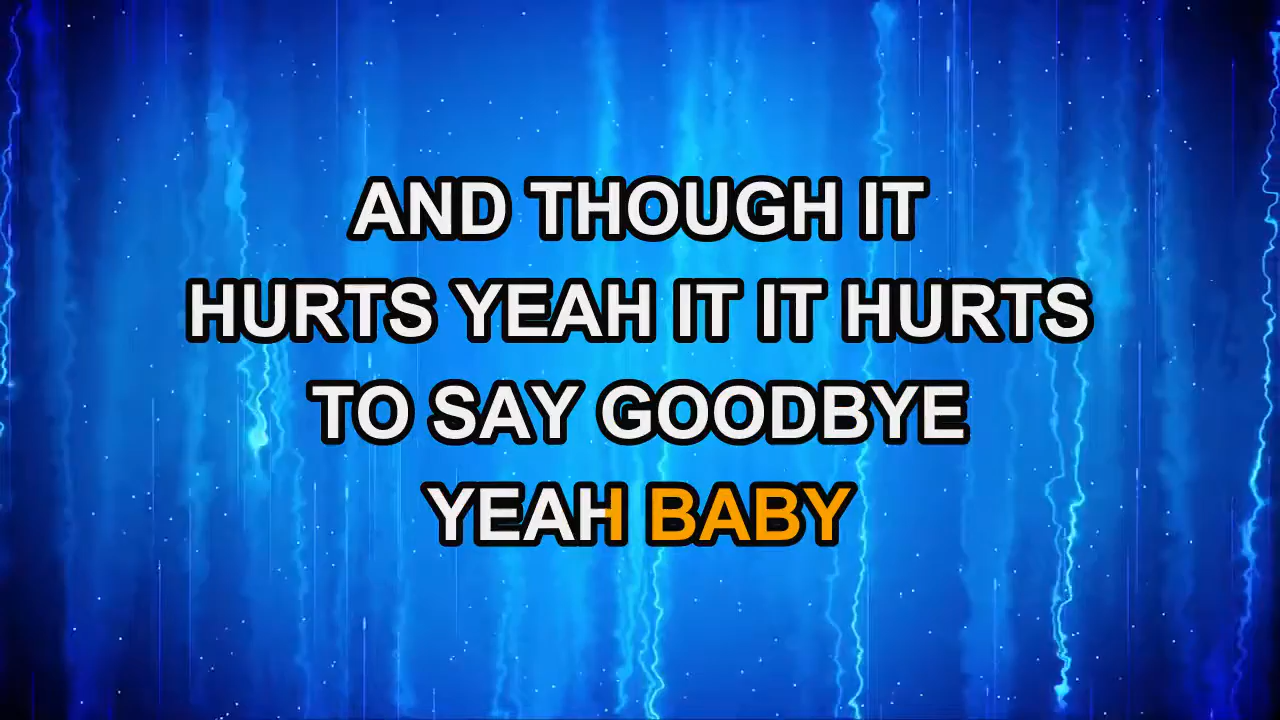 AND THOUGH IT
HURTS YEAH IT IT HURTS
TO SAY GOODBYE
YEAH BABY